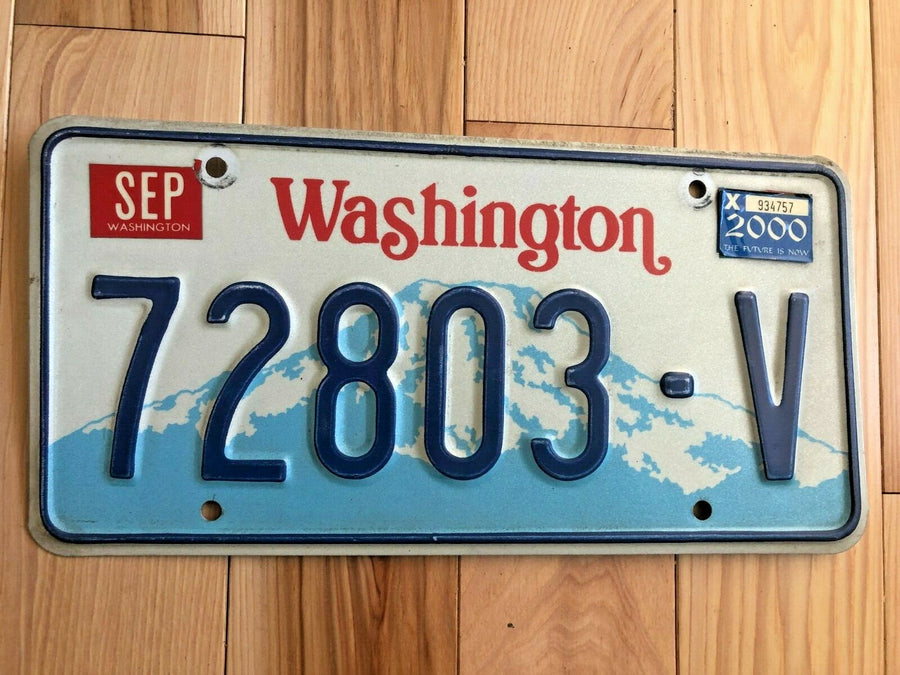 SEP
WASHINGTON
Washington
X 934757
2000
THE FUTURE IS NOW
72803-V